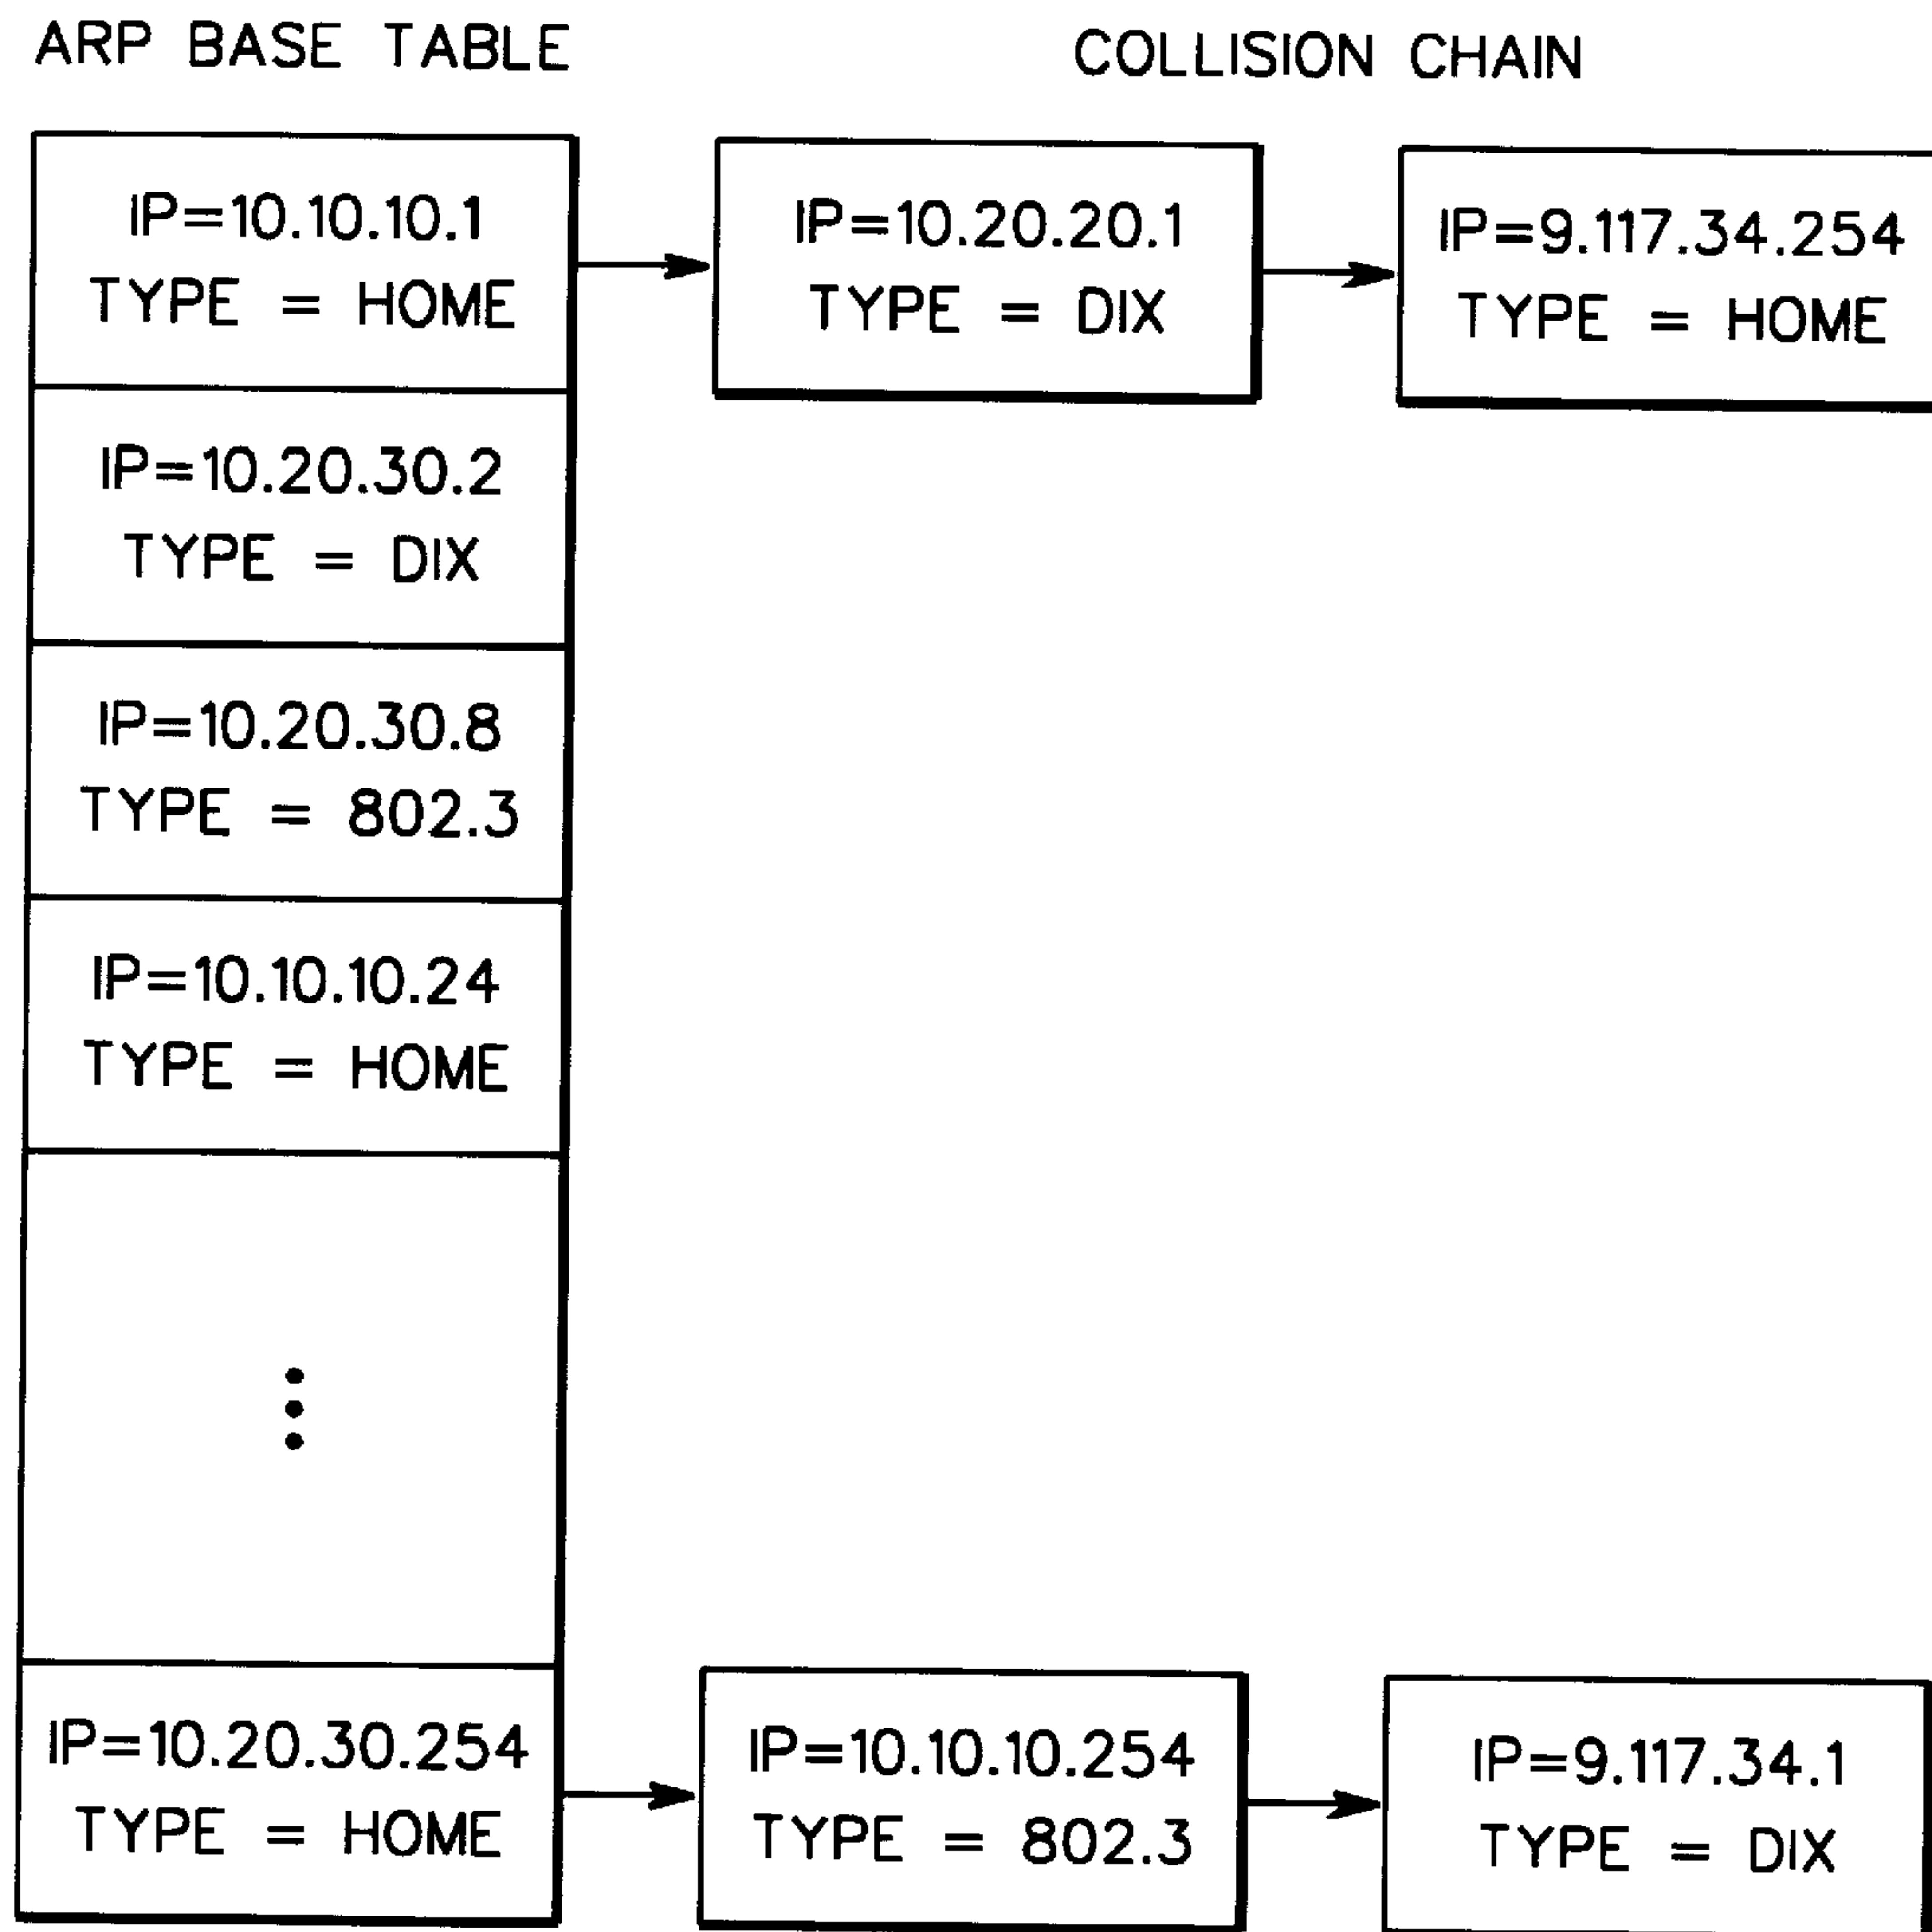 ARP BASE TABLE
COLLISION CHAIN
IP=10.10.10.1
TYPE = HOME
IP=10.20.20.1
TYPE = DIX
IP=9.117.34.254
TYPE = HOME
IP=10.20.30.2
TYPE = DIX
IP=10.20.30.8
TYPE = 802.3
IP=10.10.10.24
TYPE = HOME
IP=10.20.30.254
TYPE = HOME
IP=10.10.10.254
TYPE = 802.3
IP=9.117.34.1
TYPE = DIX